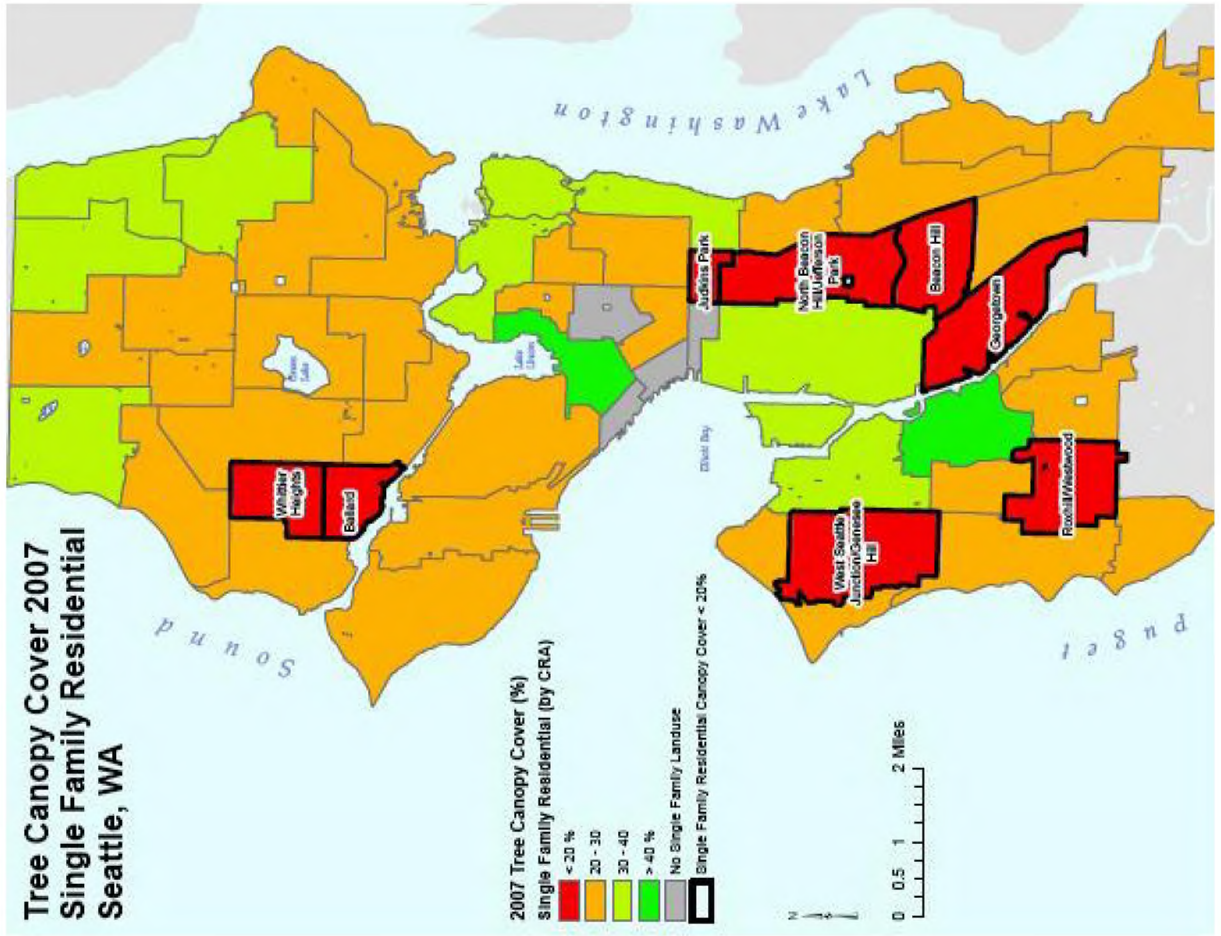 Tree Canopy Cover 2007
Single Family Residential
Seattle, WA
2007 Tree Canopy Cover (%)
Single Family Residential (by CRA)
< 20 %
20 - 30
30 - 40
> 40 %
No Single Family Landuse
Single Family Residential Canopy Cover < 20%
N
0 0.5 1 2 Miles
Sound
Puget
Lake Washington
Green
Lake
Lake
Union
Elliott Bay
Whittier
Heights
Ballard
Judkins Park
North Beacon
Hill/Jefferson
Park
Beacon Hill
Georgetown
West Seattle
Junction/Genesee
Hill
Roxhill/Westwood